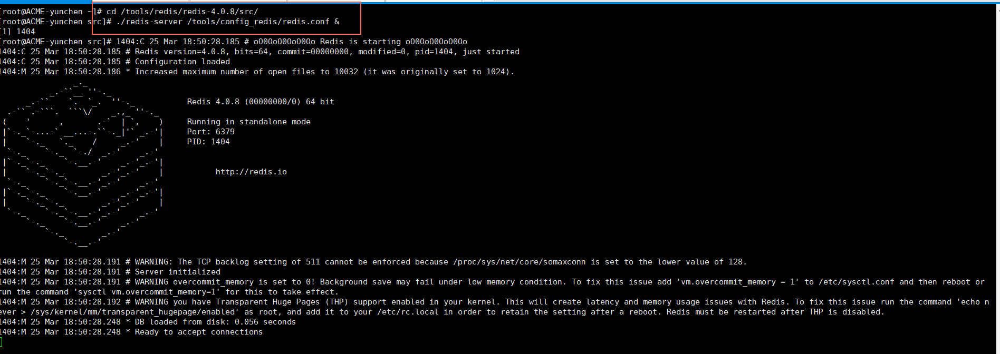 [root@ACME-yunchen ~]# cd /tools/redis/redis-4.0.8/src/
[root@ACME-yunchen src]# ./redis-server /tools/config_redis/redis.conf &
[1] 1404
[root@ACME-yunchen src]# 1404:C 25 Mar 18:50:28.185 # oO0OoO0OoO0Oo Redis is starting oO0OoO0OoO0Oo
1404:C 25 Mar 18:50:28.185 # Redis version=4.0.8, bits=64, commit=00000000, modified=0, pid=1404, just started
1404:C 25 Mar 18:50:28.185 # Configuration loaded
1404:M 25 Mar 18:50:28.186 * Increased maximum number of open files to 10032 (it was originally set to 1024).
Redis 4.0.8 (00000000/0) 64 bit
Running in standalone mode
Port: 6379
PID: 1404
http://redis.io
1404:M 25 Mar 18:50:28.191 # WARNING: The TCP backlog setting of 511 cannot be enforced because /proc/sys/net/core/somaxconn is set to the lower value of 128.
1404:M 25 Mar 18:50:28.191 # Server initialized
1404:M 25 Mar 18:50:28.191 # WARNING overcommit_memory is set to 0! Background save may fail under low memory condition. To fix this issue add 'vm.overcommit_memory = 1' to /etc/sysctl.conf and then reboot or
run the command 'sysctl vm.overcommit_memory=1' for this to take effect.
1404:M 25 Mar 18:50:28.192 # WARNING you have Transparent Huge Pages (THP) support enabled in your kernel. This will create latency and memory usage issues with Redis. To fix this issue run the command 'echo n
ever > /sys/kernel/mm/transparent_hugepage/enabled' as root, and add it to your /etc/rc.local in order to retain the setting after a reboot. Redis must be restarted after THP is disabled.
1404:M 25 Mar 18:50:28.248 * DB loaded from disk: 0.056 seconds
1404:M 25 Mar 18:50:28.248 * Ready to accept connections